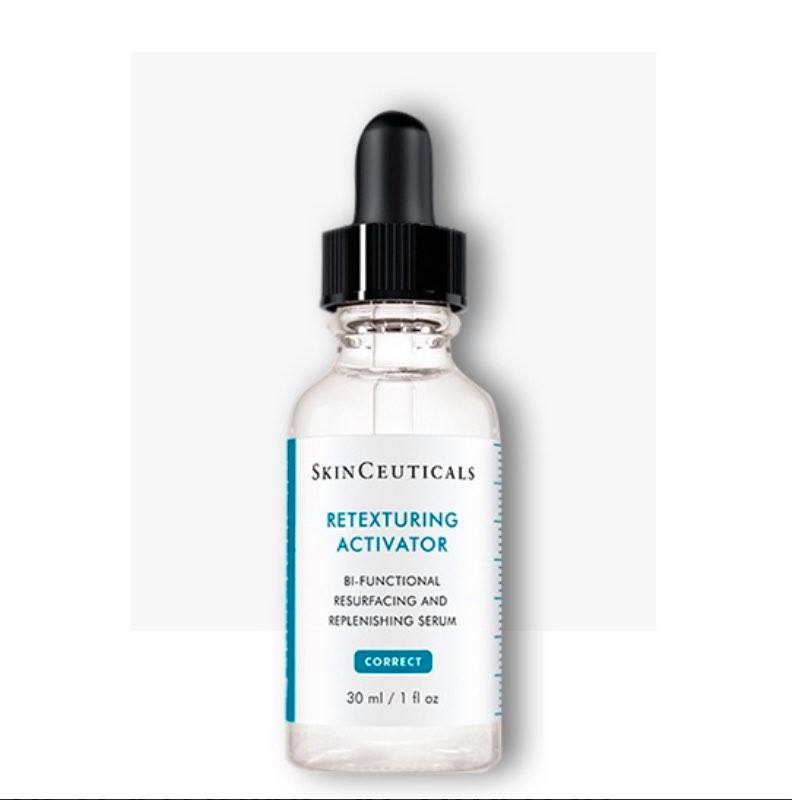 SKINCEUTICALS
RETEXTURING
ACTIVATOR
BI-FUNCTIONAL
RESURFACING AND
REPLENISHING SERUM
CORRECT
30 ml / 1 fl oz